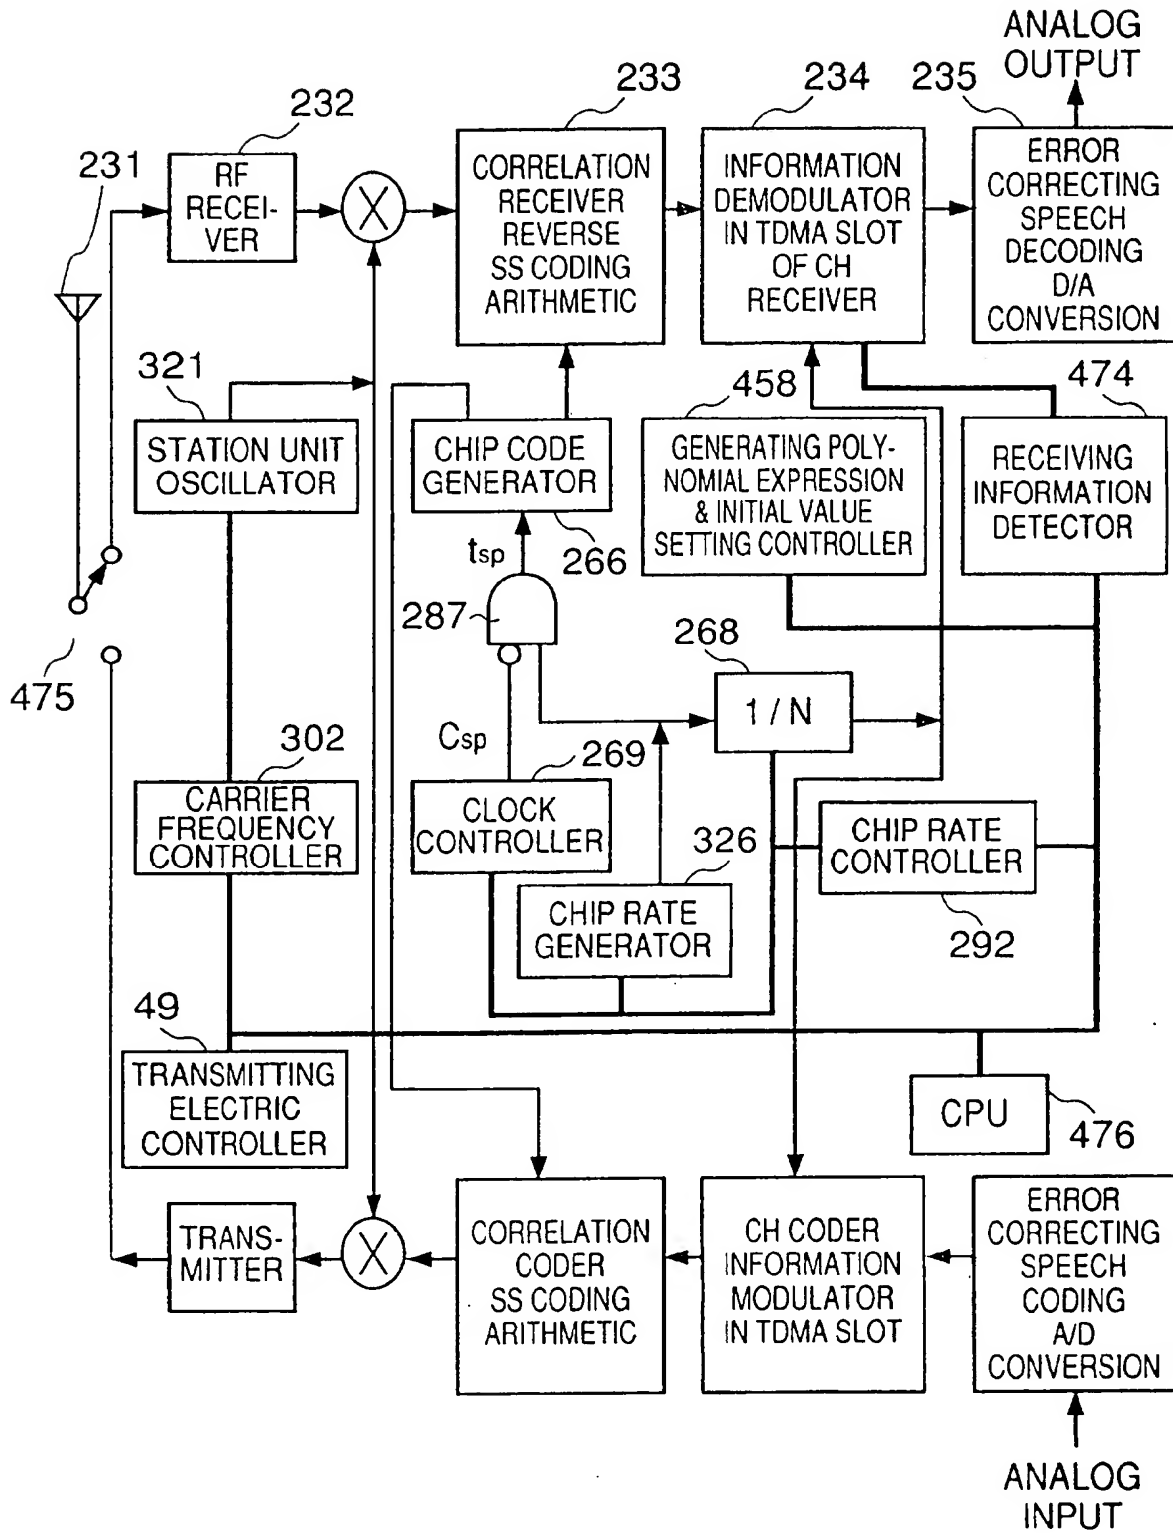 ANALOG
OUTPUT
231
232
233
234
235
RF
RECEI-
VER
X
CORRELATION
RECEIVER
REVERSE
SS CODING
ARITHMETIC
INFORMATION
DEMODULATOR
IN TDMA SLOT
OF CH
RECEIVER
ERROR
CORRECTING
SPEECH
DECODING
D/A
CONVERSION
321
458
474
STATION UNIT
OSCILLATOR
CHIP CODE
GENERATOR
GENERATING POLY-
NOMIAL EXPRESSION
& INITIAL VALUE
SETTING CONTROLLER
RECEIVING
INFORMATION
DETECTOR
tsp
266
287
268
475
1 / N
302
Csp
269
CARRIER
FREQUENCY
CONTROLLER
CLOCK
CONTROLLER
326
CHIP RATE
CONTROLLER
CHIP RATE
GENERATOR
292
49
TRANSMITTING
ELECTRIC
CONTROLLER
CPU
476
TRANS-
MITTER
X
CORRELATION
CODER
SS CODING
ARITHMETIC
CH CODER
INFORMATION
MODULATOR
IN TDMA SLOT
ERROR
CORRECTING
SPEECH
CODING
A/D
CONVERSION
ANALOG
INPUT